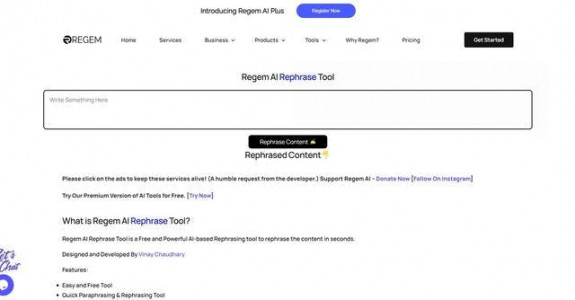 Introducing Regem AI Plus Register Now
REGEM Home Services Business Products Tools Why Regem? Pricing Get Started
Regem AI Rephrase Tool
Write Something Here
Rephrase Content ✍️
Rephrased Content👇
Please click on the ads to keep these services alive! (A humble request from the developer.) Support Regem AI – Donate Now [Follow On Instagram]
Try Our Premium Version of AI Tools for Free. [Try Now]
What is Regem AI Rephrase Tool?
Regem AI Rephrase Tool is a Free and Powerful AI-based Rephrasing tool to rephrase the content in seconds.
Designed and Developed By Vinay Chaudhary
Let's
Chat
Features:
Easy and Free Tool
Quick Paraphrasing & Rephrasing Tool